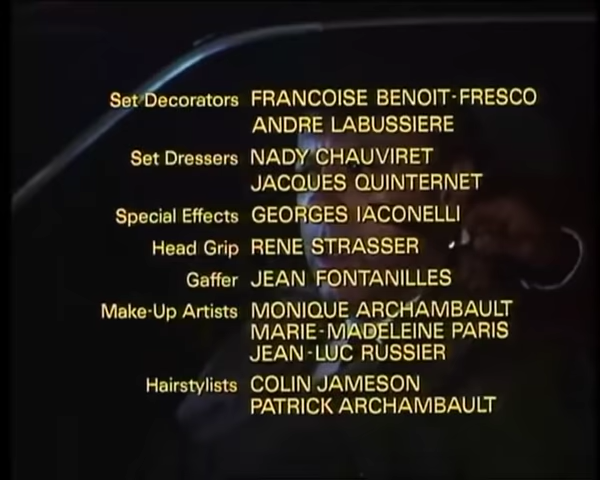 Set Decorators FRANCOISE BENOIT-FRESCO
ANDRE LABUSSIERE
Set Dressers NADY CHAUVIRET
JACQUES QUINTERNET
Special Effects GEORGES IACONELLI
Head Grip RENE STRASSER
Gaffer JEAN FONTANILLES
Make-Up Artists MONIQUE ARCHAMBAULT
MARIE-MADELEINE PARIS
JEAN-LUC RUSSIER
Hairstylists COLIN JAMESON
PATRICK ARCHAMBAULT